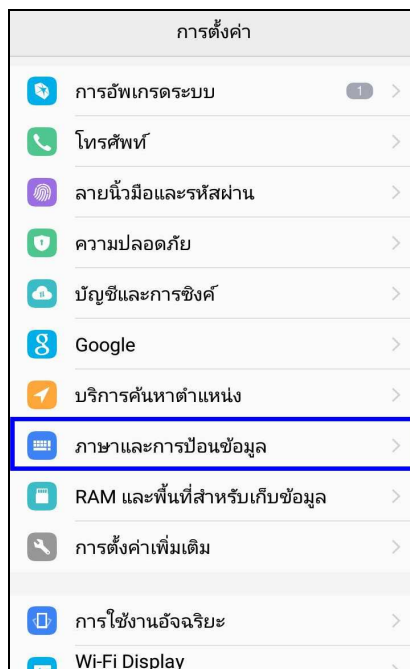 การตั้งค่า
การอัพเกรดระบบ 1
โทรศัพท์
ลายนิ้วมือและรหัสผ่าน
ความปลอดภัย
บัญชีและการซิงค์
Google
บริการค้นหาตำแหน่ง
ภาษาและการป้อนข้อมูล
RAM และพื้นที่สำหรับเก็บข้อมูล
การตั้งค่าเพิ่มเติม
การใช้งานอัจฉริยะ
Wi-Fi Display